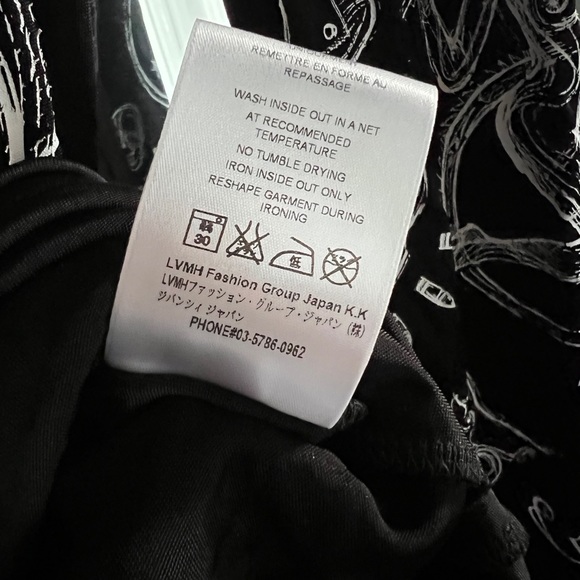 REMETTRE EN FORME AU
REPASSAGE
WASH INSIDE OUT IN A NET
AT RECOMMENDED
TEMPERATURE
NO TUMBLE DRYING
IRON INSIDE OUT ONLY
RESHAPE GARMENT DURING
IRONING
30 低
LVMH Fashion Group Japan K.K
LVMHファッション・グループ・ジャパン (株)
ジバンシィ ジャパン
PHONE#03-5786-0962